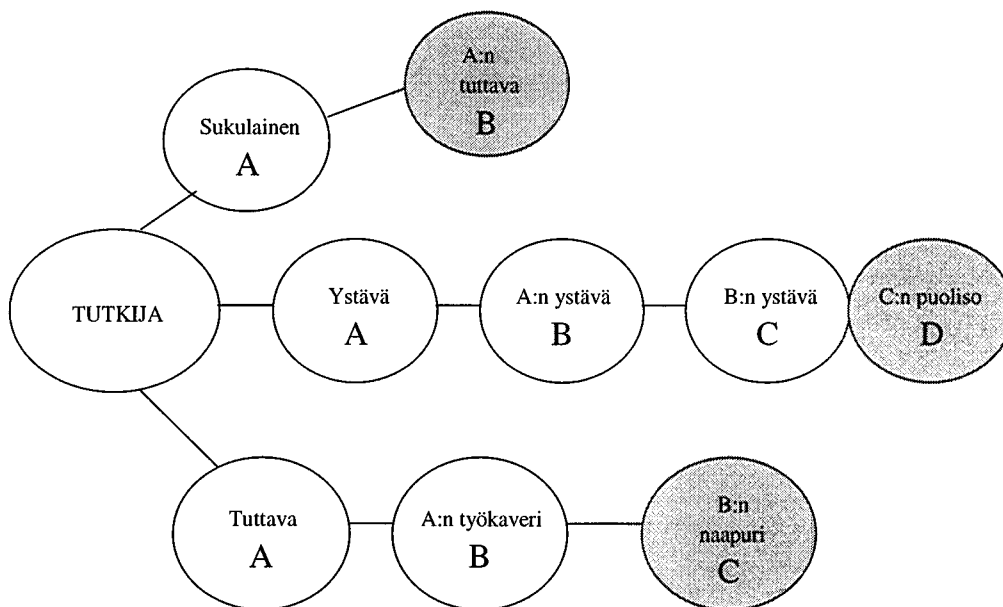 A:n
tuttava
B
Sukulainen
A
TUTKIJA
Ystävä
A
A:n ystävä
B
B:n ystävä
C
C:n puoliso
D
Tuttava
A
A:n työkaveri
B
B:n
naapuri
C